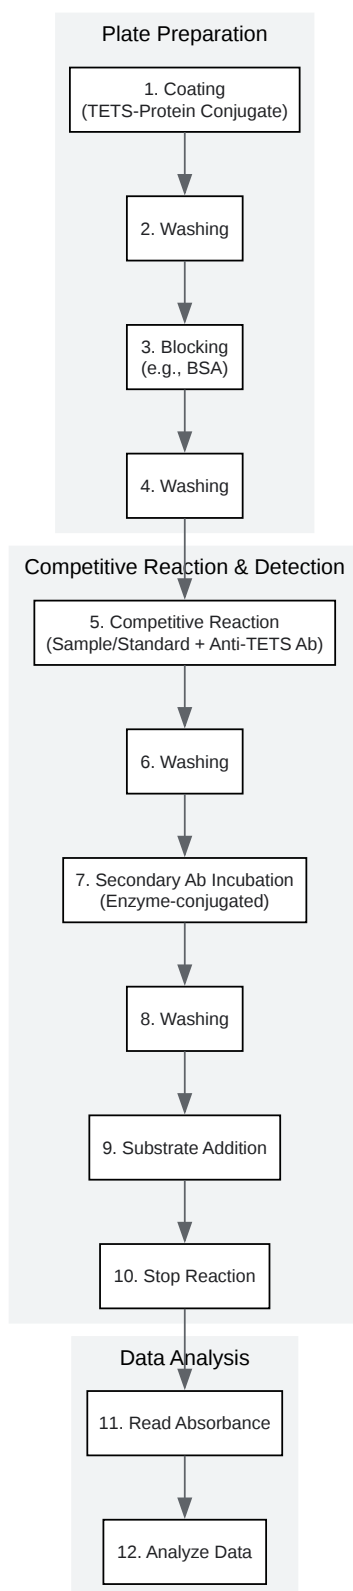 Plate Preparation
1. Coating
(TETS-Protein Conjugate)
2. Washing
3. Blocking
(e.g., BSA)
4. Washing
Competitive Reaction & Detection
5. Competitive Reaction
(Sample/Standard + Anti-TETS Ab)
6. Washing
7. Secondary Ab Incubation
(Enzyme-conjugated)
8. Washing
9. Substrate Addition
10. Stop Reaction
Data Analysis
11. Read Absorbance
12. Analyze Data